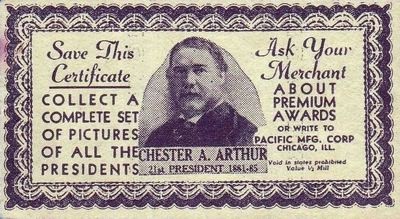 Save This
Certificate
COLLECT A
COMPLETE SET
OF PICTURES
OF ALL THE
PRESIDENTS
CHESTER A. ARTHUR
21st PRESIDENT 1881-85
Ask Your
Merchant
ABOUT
PREMIUM
AWARDS
OR WRITE TO
PACIFIC MFG. CORP
CHICAGO, ILL.
Void in states prohibited
Value ½ Mill